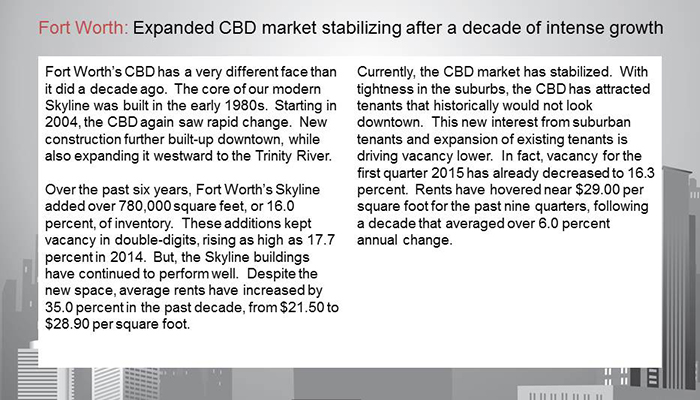 Fort Worth: Expanded CBD market stabilizing after a decade of intense growth
Fort Worth's CBD has a very different face than
it did a decade ago. The core of our modern
Skyline was built in the early 1980s. Starting in
2004, the CBD again saw rapid change. New
construction further built-up downtown, while
also expanding it westward to the Trinity River.
Over the past six years, Fort Worth's Skyline
added over 780,000 square feet, or 16.0
percent, of inventory. These additions kept
vacancy in double-digits, rising as high as 17.7
percent in 2014. But, the Skyline buildings
have continued to perform well. Despite the
new space, average rents have increased by
35.0 percent in the past decade, from $21.50 to
$28.90 per square foot.
Currently, the CBD market has stabilized. With
tightness in the suburbs, the CBD has attracted
tenants that historically would not look
downtown. This new interest from suburban
tenants and expansion of existing tenants is
driving vacancy lower. In fact, vacancy for the
first quarter 2015 has already decreased to 16.3
percent. Rents have hovered near $29.00 per
square foot for the past nine quarters, following
a decade that averaged over 6.0 percent
annual change.